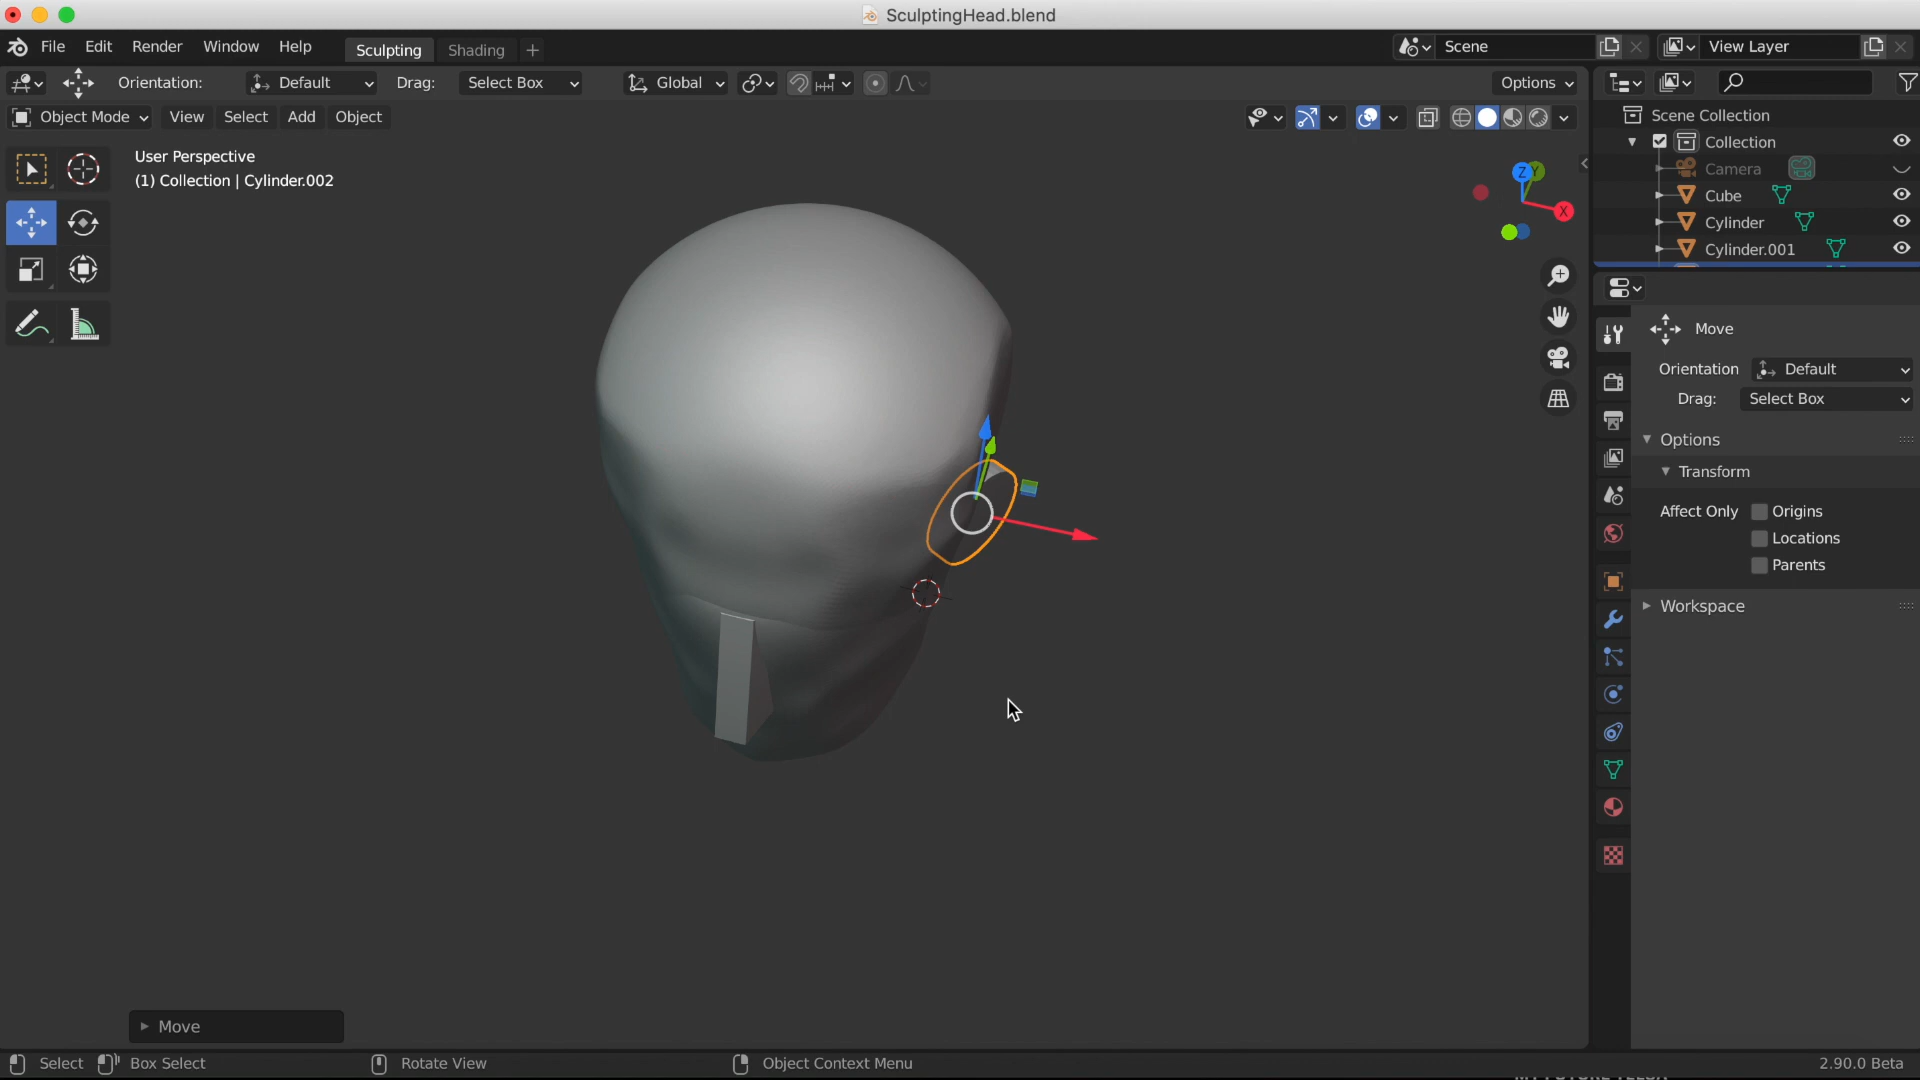 SculptingHead.blend
File Edit Render Window Help Sculpting Shading + Scene View Layer
Orientation: Default Drag: Select Box Global Options
Object Mode View Select Add Object
User Perspective
(1) Collection | Cylinder.002
Z Y
X
Scene Collection
Collection
Camera
Cube
Cylinder
Cylinder.001
Move
Orientation Default
Drag: Select Box
Options
Transform
Affect Only Origins
Locations
Parents
Workspace
Move
Select Box Select Rotate View Object Context Menu 2.90.0 Beta